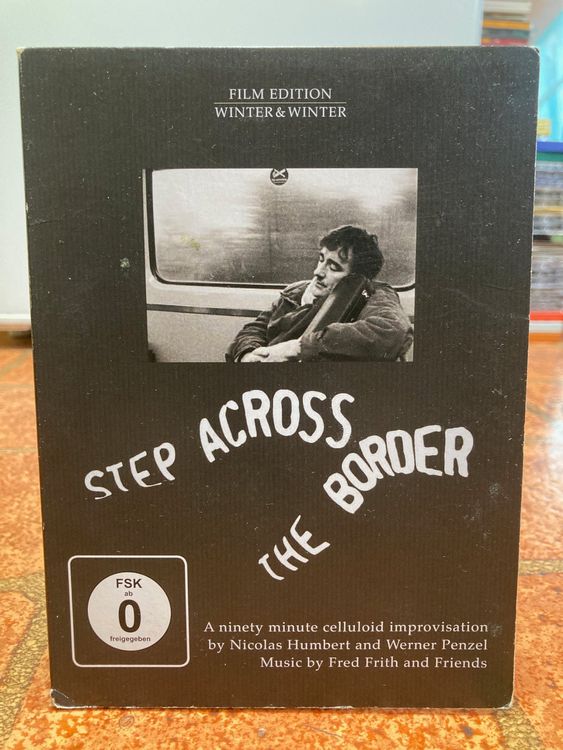 FILM EDITION
WINTER & WINTER
STEP ACROSS
THE BORDER
FSK
ab
0
freigegeben
A ninety minute celluloid improvisation
by Nicolas Humbert and Werner Penzel
Music by Fred Frith and Friends